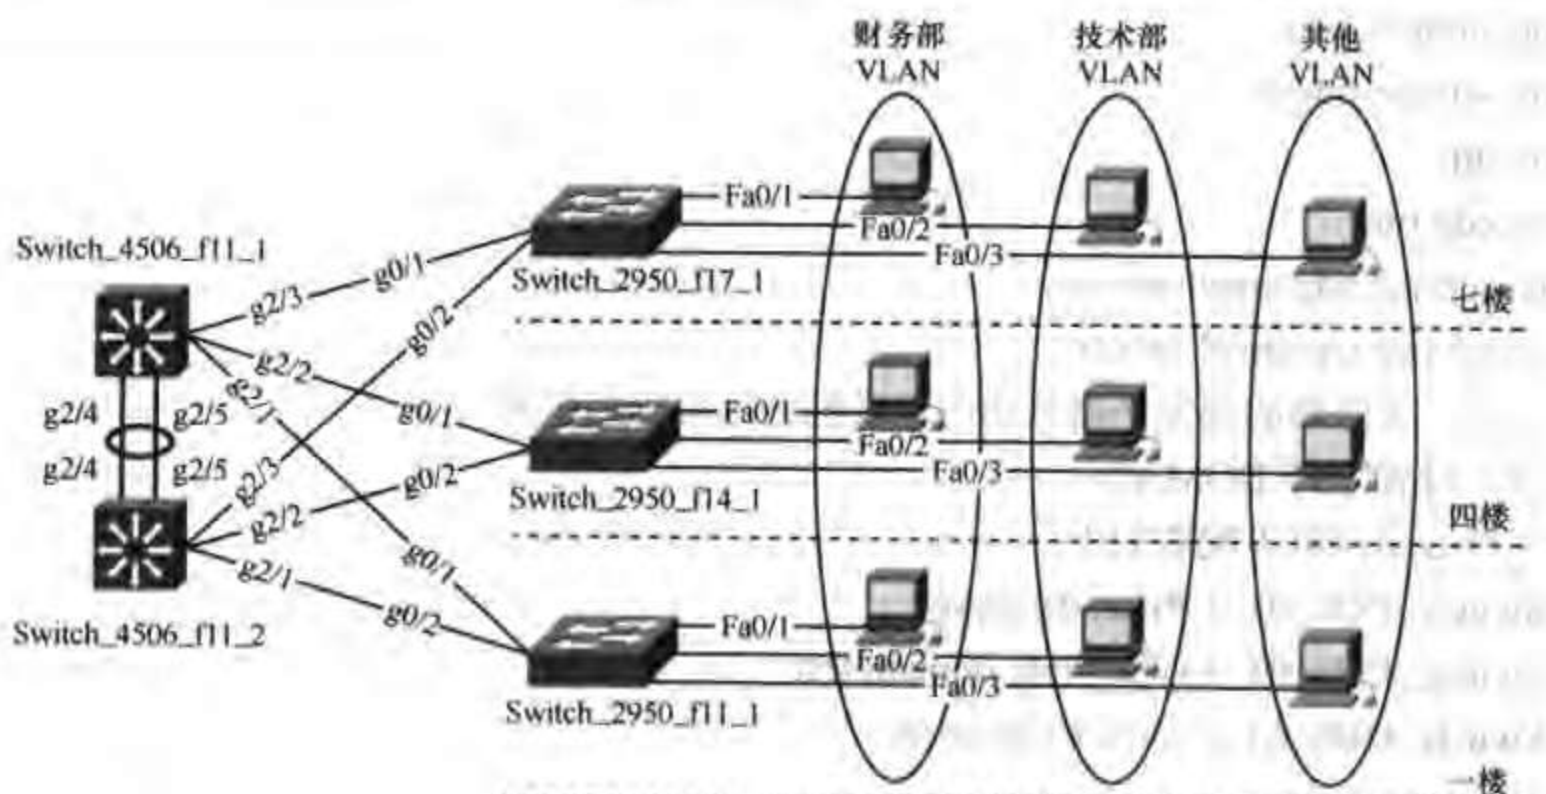 财务部
VLAN
技术部
VLAN
其他
VLAN
Fa0/1
Fa0/2
Fa0/3
Switch_4506_f11_1
g2/3
g0/1
Switch_2950_f17_1
g0/2
七楼
g2/2
g2/1
g2/4
g2/5
g0/1
Fa0/1
Fa0/2
Fa0/3
g2/4
g2/5
g2/3
g0/2
Switch_2950_f14_1
四楼
g2/2
g0/1
g2/1
g0/2
Fa0/1
Fa0/2
Fa0/3
Switch_4506_f11_2
Switch_2950_f11_1
一楼